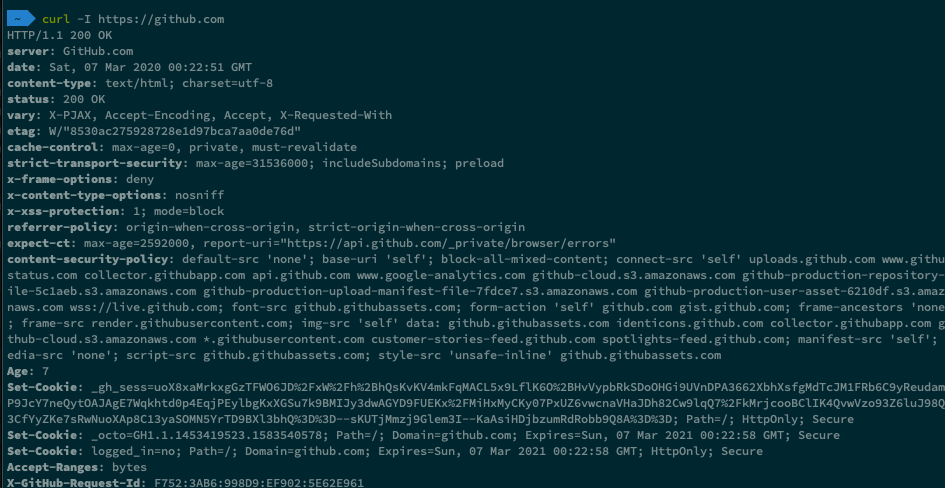 ~ curl -I https://github.com
HTTP/1.1 200 OK
server: GitHub.com
date: Sat, 07 Mar 2020 00:22:51 GMT
content-type: text/html; charset=utf-8
status: 200 OK
vary: X-PJAX, Accept-Encoding, Accept, X-Requested-With
etag: W/"8530ac275928728e1d97bca7aa0de76d"
cache-control: max-age=0, private, must-revalidate
strict-transport-security: max-age=31536000; includeSubdomains; preload
x-frame-options: deny
x-content-type-options: nosniff
x-xss-protection: 1; mode=block
referrer-policy: origin-when-cross-origin, strict-origin-when-cross-origin
expect-ct: max-age=2592000, report-uri="https://api.github.com/_private/browser/errors"
content-security-policy: default-src 'none'; base-uri 'self'; block-all-mixed-content; connect-src 'self' uploads.github.com www.githu
status.com collector.githubapp.com api.github.com www.google-analytics.com github-cloud.s3.amazonaws.com github-production-repository-
ile-5c1aeb.s3.amazonaws.com github-production-upload-manifest-file-7fdce7.s3.amazonaws.com github-production-user-asset-6210df.s3.amaz
onaws.com wss://live.github.com; font-src github.githubassets.com; form-action 'self' github.com gist.github.com; frame-ancestors 'none
; frame-src render.githubusercontent.com; img-src 'self' data: github.githubassets.com identicons.github.com collector.githubapp.com g
thub-cloud.s3.amazonaws.com *.githubusercontent.com customer-stories-feed.github.com spotlights-feed.github.com; manifest-src 'self';
edia-src 'none'; script-src github.githubassets.com; style-src 'unsafe-inline' github.githubassets.com
Age: 7
Set-Cookie: _gh_sess=uoX8xaMrkxgGzTFWO6JD%2FxW%2Fh%2BhQsKvKV4mkFqMACL5x9LflK6O%2BHvVypbRkSDoOHGi9UVnDPA3662XbhXsfgMdTcJM1FRb6C9yReudam
P9JcY7neQytOAJAgE7Wqkhtd0p4EqjPEylbgKxXGSu7k9BMIJy3dwAGYD9FUEKx%2FMiHxMyCKy07PxUZ6vwcnaVHaJDh82Cw9lqQ7%2FkMrjcooBClIK4QvwVzo93Z6luJ98Q
3CfYyZKe7sRwNuoXAp8C13yaSOMN5YrTD9BXl3bhQ%3D%3D--sKUTjMmzj9Glem3I--KaAsiHDjbzumRdRobb9Q8A%3D%3D; Path=/; HttpOnly; Secure
Set-Cookie: _octo=GH1.1.1453419523.1583540578; Path=/; Domain=github.com; Expires=Sun, 07 Mar 2021 00:22:58 GMT; Secure
Set-Cookie: logged_in=no; Path=/; Domain=github.com; Expires=Sun, 07 Mar 2021 00:22:58 GMT; HttpOnly; Secure
Accept-Ranges: bytes
X-GitHub-Request-Id: F752:3AB6:998D9:EF902:5E62E961